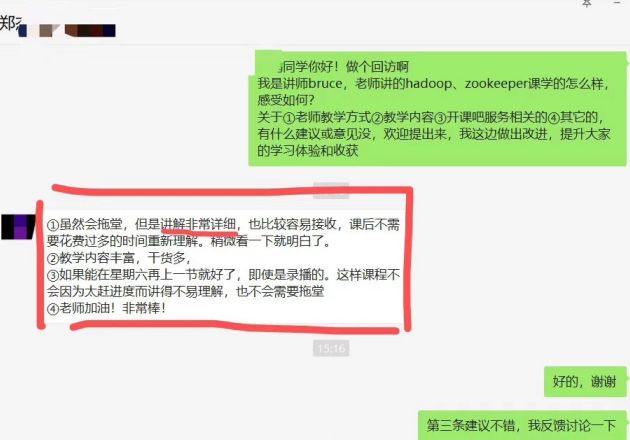 郑
同学你好！做个回访啊
我是讲师bruce，老师讲的hadoop、zookeeper课学的怎么样，
感受如何？
关于①老师教学方式②教学内容③开课吧服务相关的④其它的，
有什么建议或意见没，欢迎提出来，我这边做出改进，提升大家
的学习体验和收获
①虽然会拖堂，但是讲解非常详细，也比较容易接收，课后不需
要花费过多的时间重新理解。稍微看一下就明白了。
②教学内容丰富，干货多，
③如果能在星期六再上一节就好了，即使是录播的。这样课程不
会因为太赶进度而讲得不易理解，也不会需要拖堂
④老师加油！非常棒！
15:16
好的，谢谢
第三条建议不错，我反馈讨论一下